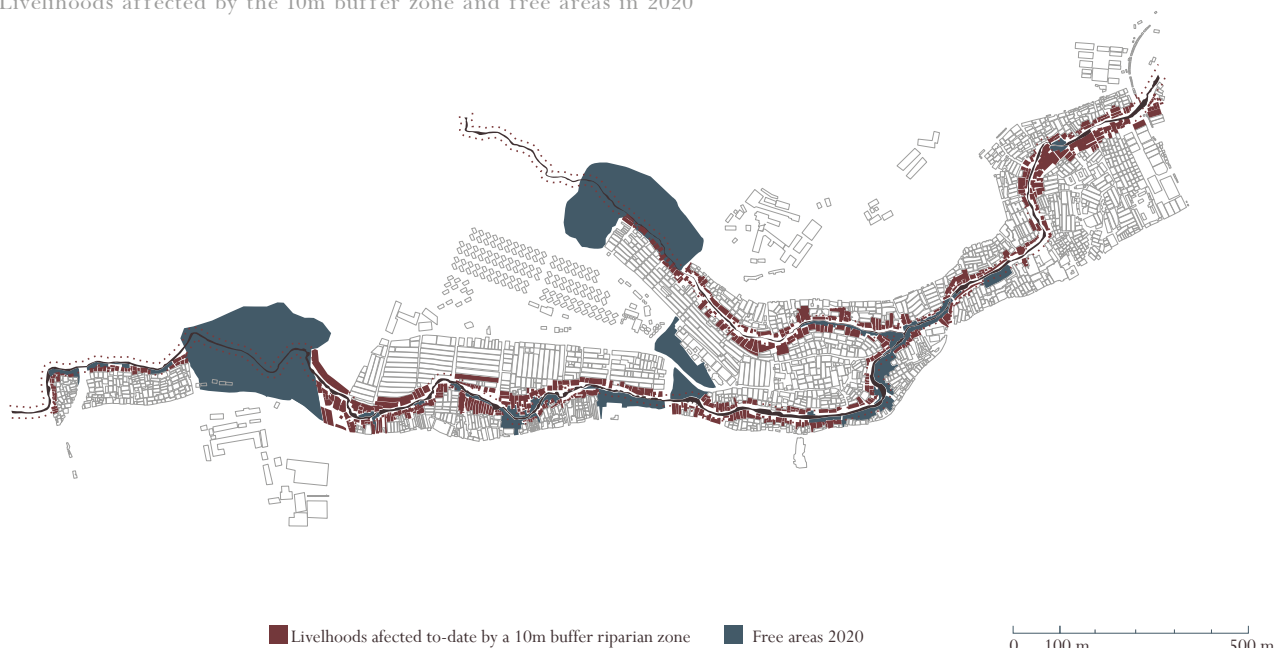 Livelihoods affected by the 10m buffer zone and free areas in 2020
Livelhoods afected to-date by a 10m buffer riparian zone
Free areas 2020
0 100 m 500 m